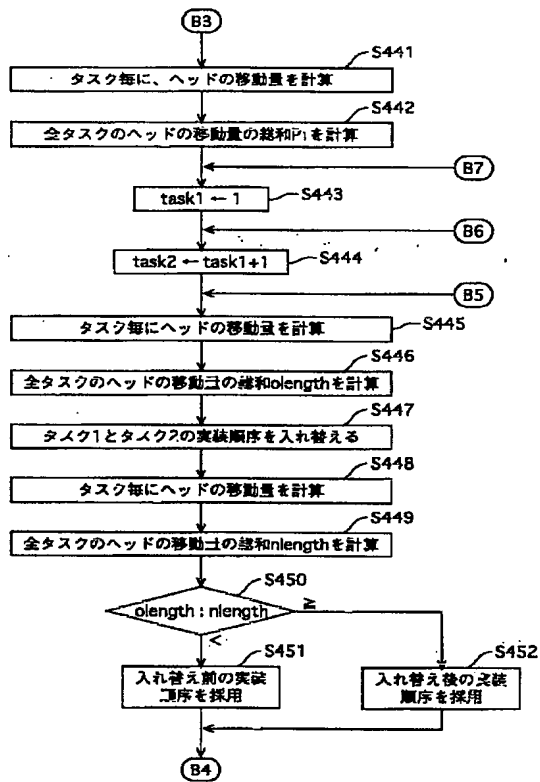 B3
S441
タスク毎に、ヘッドの移動量を計算
S442
全タスクのヘッドの移動量の総和P1を計算
B7
task1 ← 1
S443
B6
task2 ← task1+1
S444
B5
タスク毎にヘッドの移動量を計算
S445
S446
全タスクのヘッドの移動量の総和olengthを計算
S447
タスク1とタスク2の実装順序を入れ替える
S448
タスク毎にヘッドの移動量を計算
S449
全タスクのヘッドの移動量の総和nlengthを計算
S450
olength : nlength
≧
<
S451
入れ替え前の実装
順序を採用
S452
入れ替え後の実装
順序を採用
B4